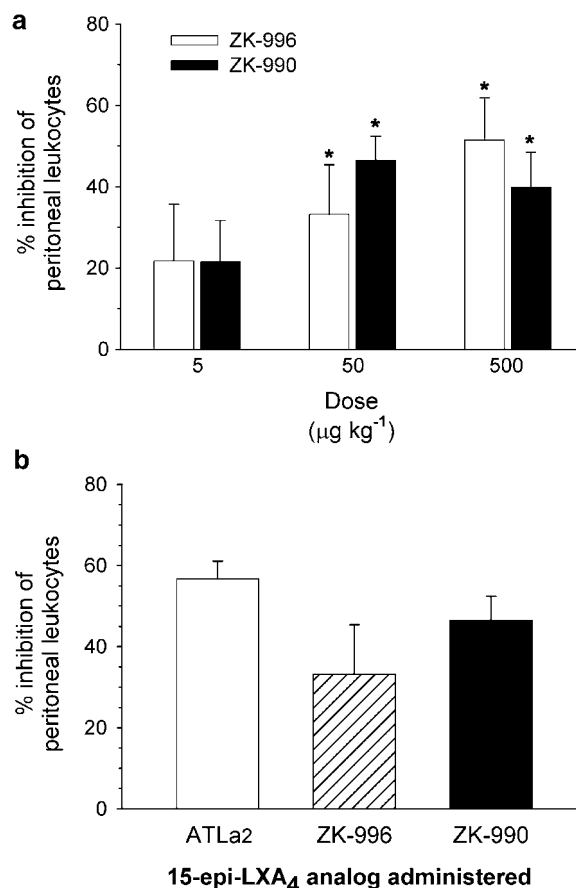 a
80
60
40
20
0
% inhibition of
peritoneal leukocytes
ZK-996
ZK-990
*
*
*
*
5 50 500
Dose
(μg kg⁻¹)
b
80
60
40
20
0
% inhibition of
peritoneal leukocytes
ATLa2 ZK-996 ZK-990
15-epi-LXA₄ analog administered